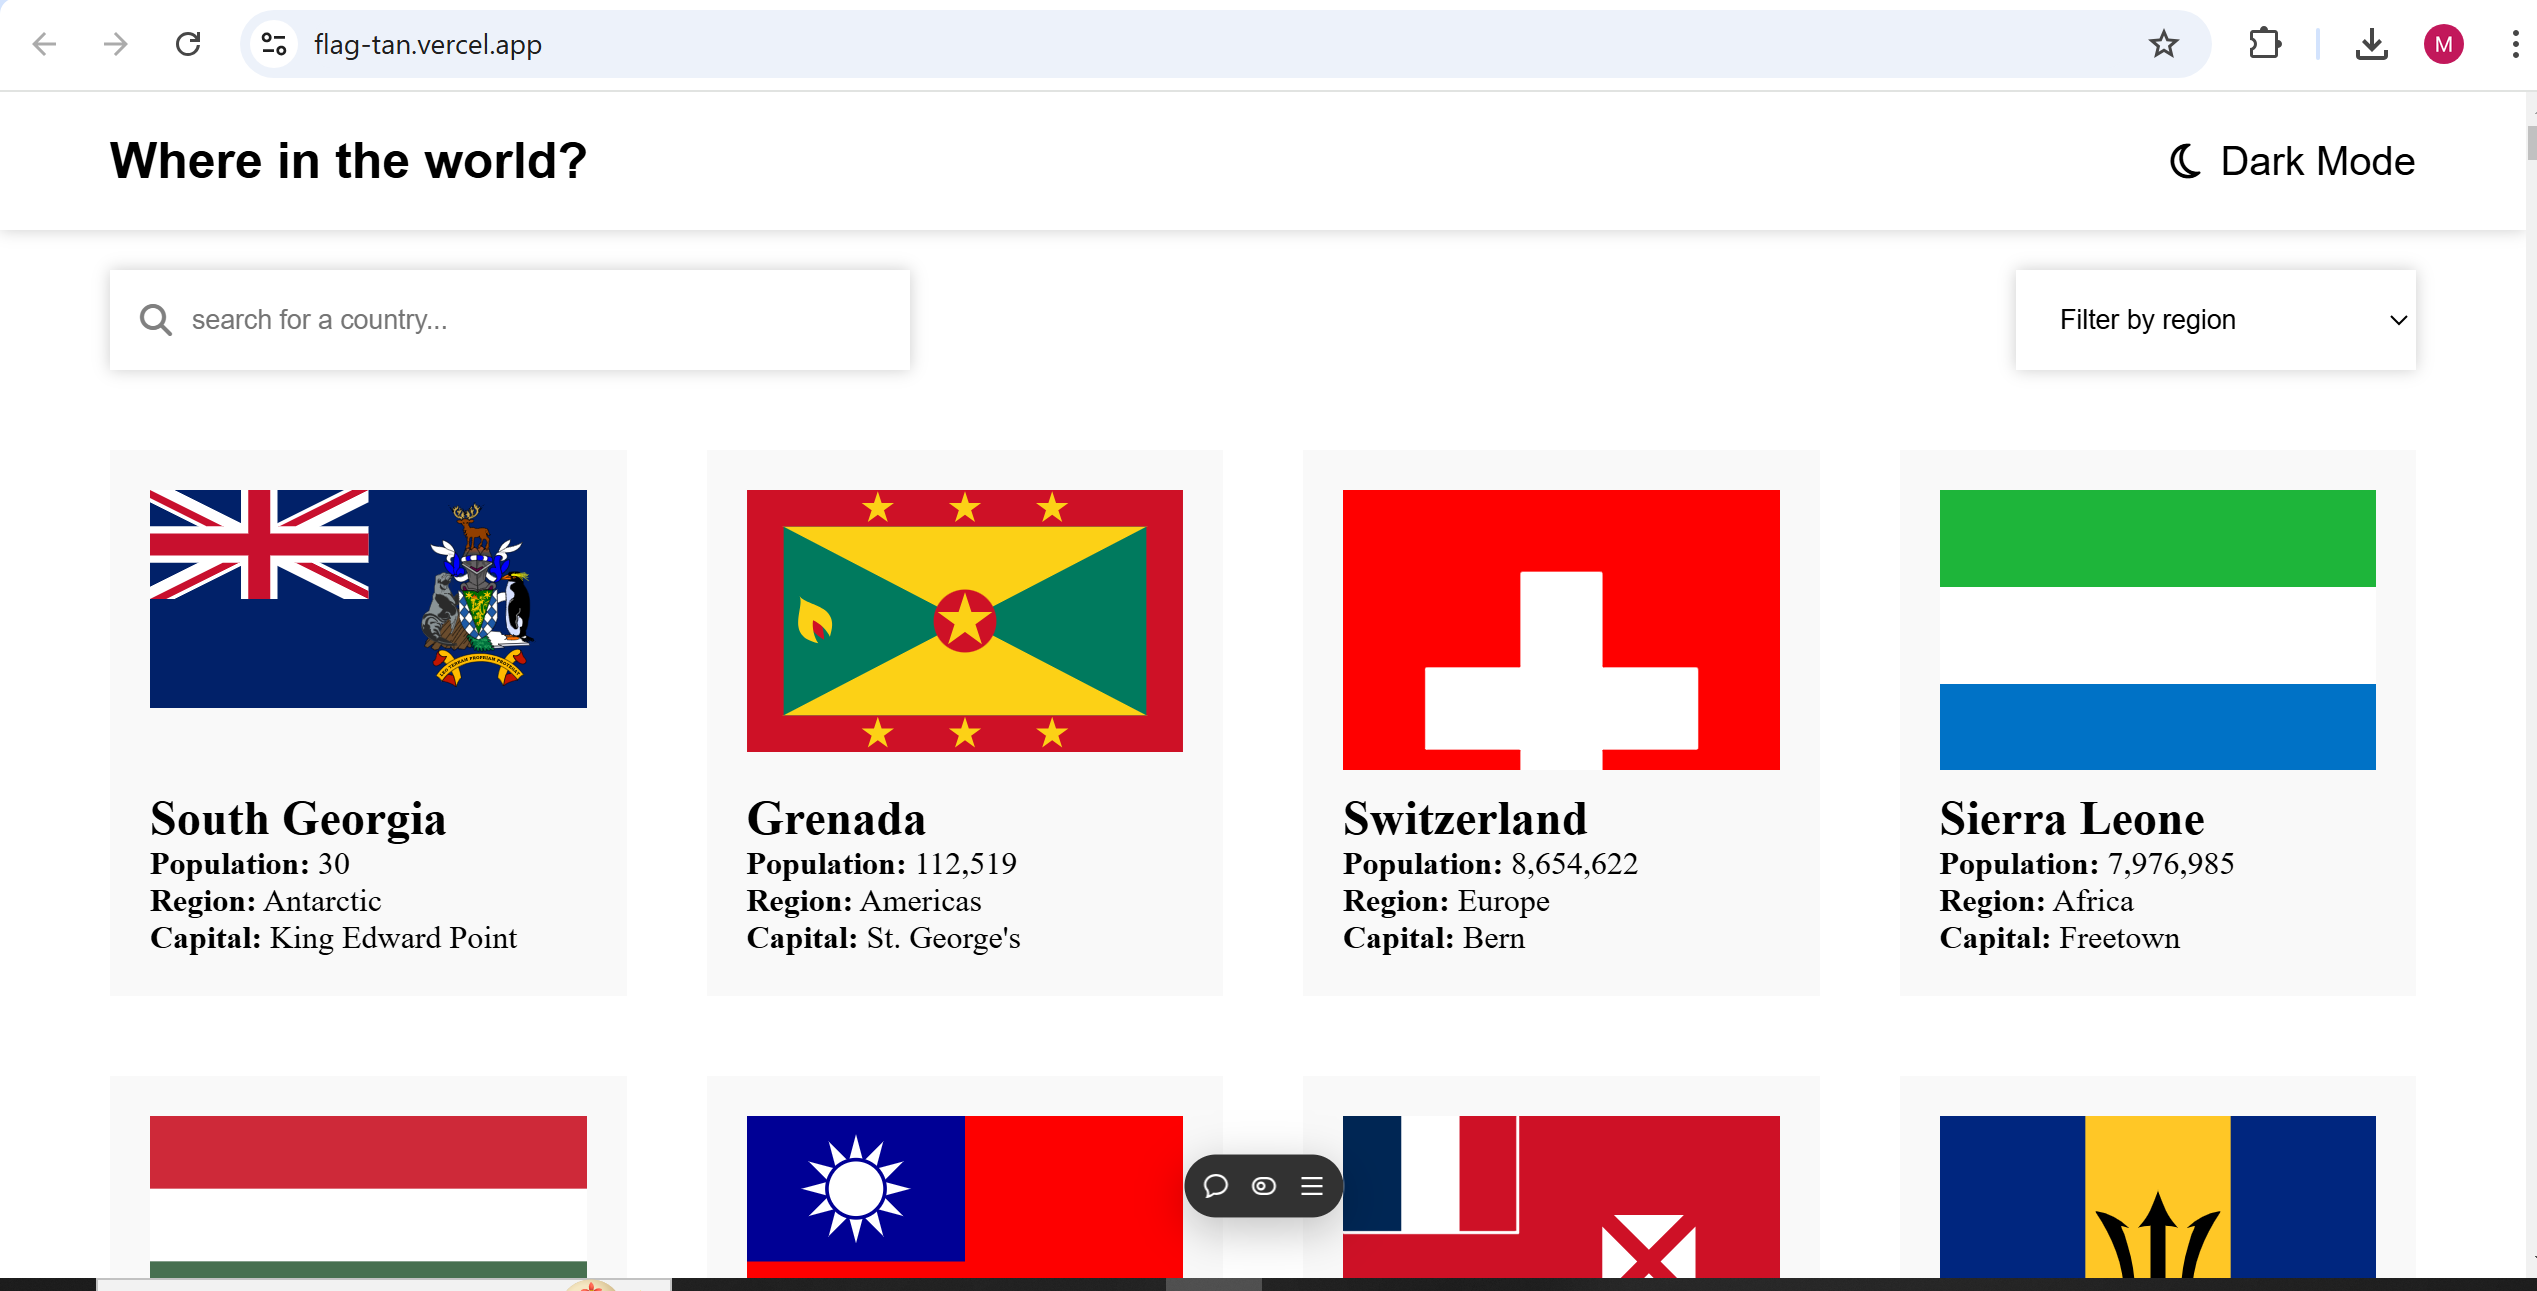 flag-tan.vercel.app
M
Where in the world?
Dark Mode
search for a country...
Filter by region
South Georgia
Population: 30
Region: Antarctic
Capital: King Edward Point
Grenada
Population: 112,519
Region: Americas
Capital: St. George's
Switzerland
Population: 8,654,622
Region: Europe
Capital: Bern
Sierra Leone
Population: 7,976,985
Region: Africa
Capital: Freetown